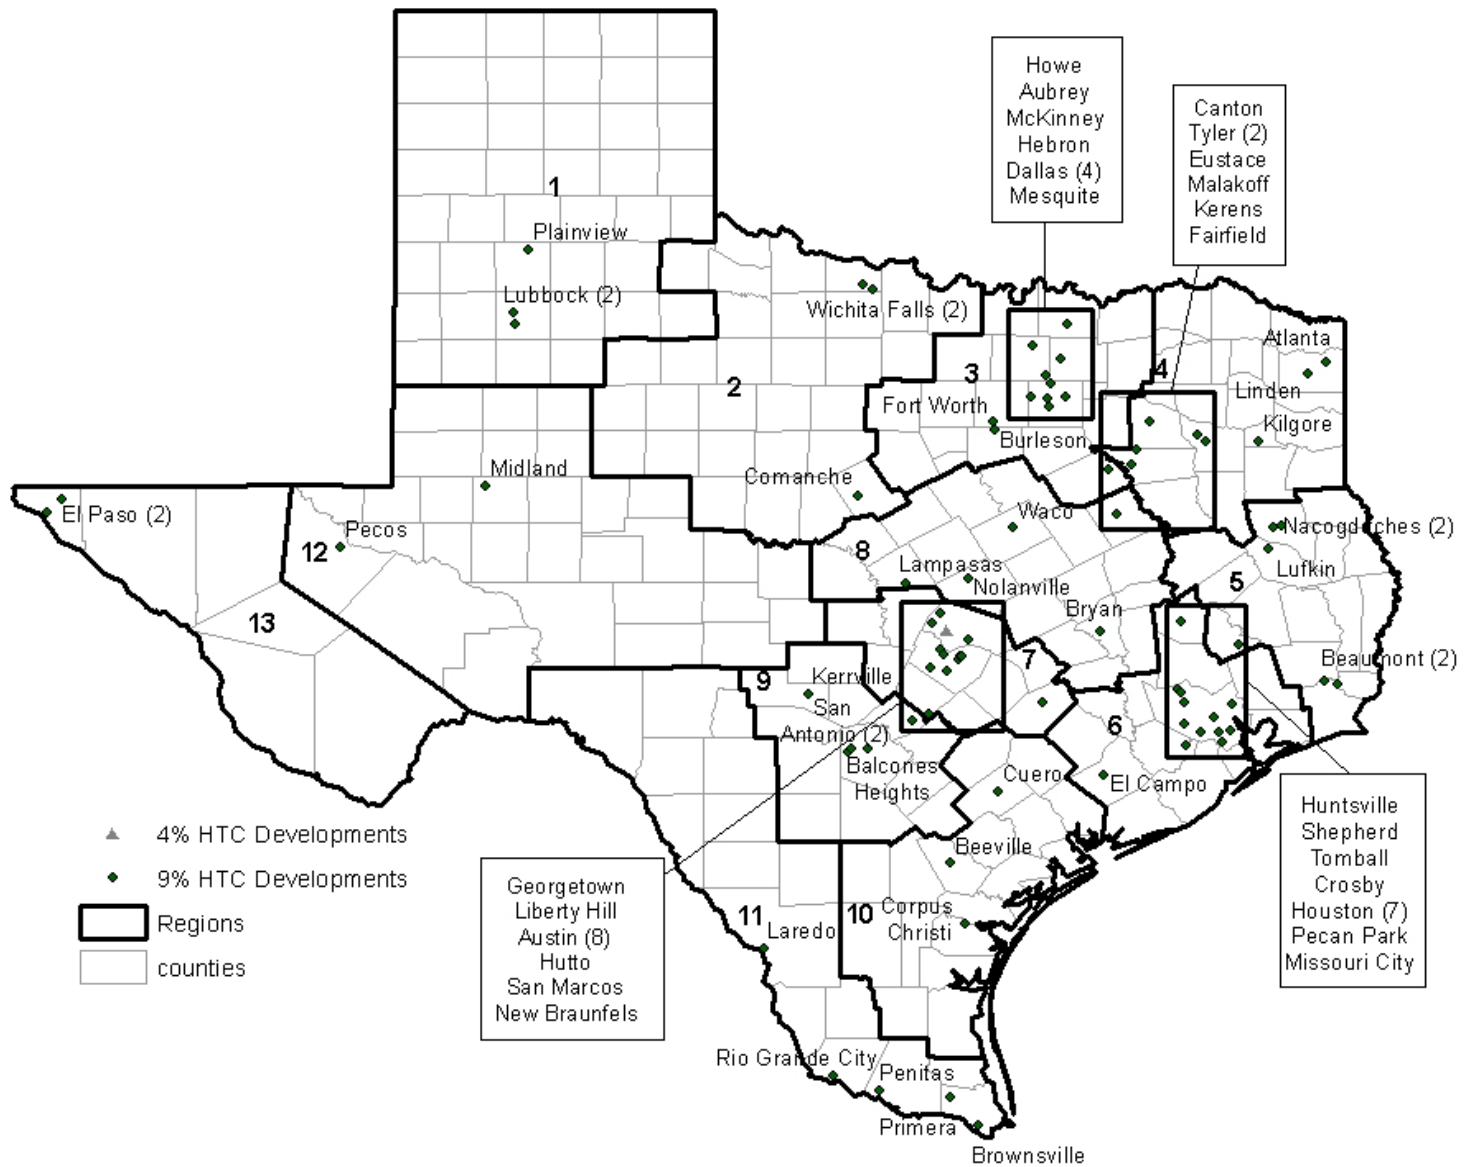 Howe
Aubrey
McKinney
Hebron
Dallas (4)
Mesquite
Canton
Tyler (2)
Eustace
Malakoff
Kerens
Fairfield
1
Plainview
Lubbock (2)
Wichita Falls (2)
Atlanta
2
3
4
Linden
Fort Worth
Burleson
Kilgore
Midland
Comanche
El Paso (2)
Pecos
12
Waco
Nacogdoches (2)
8
Lampasas
Nolanville
Lufkin
5
13
Bryan
7
Beaumont (2)
9
Kerrville
San
Antonio (2)
6
Balcones
Heights
Cuero
El Campo
4% HTC Developments
9% HTC Developments
Regions
counties
Beeville
Huntsville
Shepherd
Tomball
Crosby
Houston (7)
Pecan Park
Missouri City
Georgetown
Liberty Hill
Austin (8)
Hutto
San Marcos
New Braunfels
11
Laredo
10
Corpus
Christi
Rio Grande City
Penitas
Primera
Brownsville